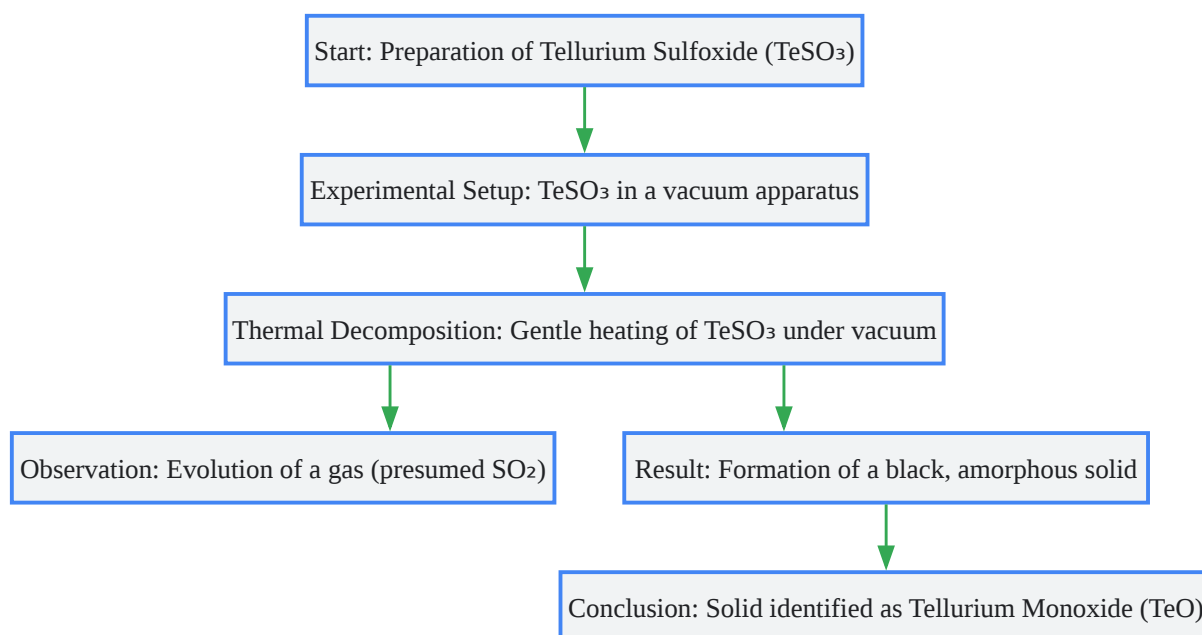 Start: Preparation of Tellurium Sulfoxide (TeSO₃)
Experimental Setup: TeSO₃ in a vacuum apparatus
Thermal Decomposition: Gentle heating of TeSO₃ under vacuum
Observation: Evolution of a gas (presumed SO₂)
Result: Formation of a black, amorphous solid
Conclusion: Solid identified as Tellurium Monoxide (TeO)